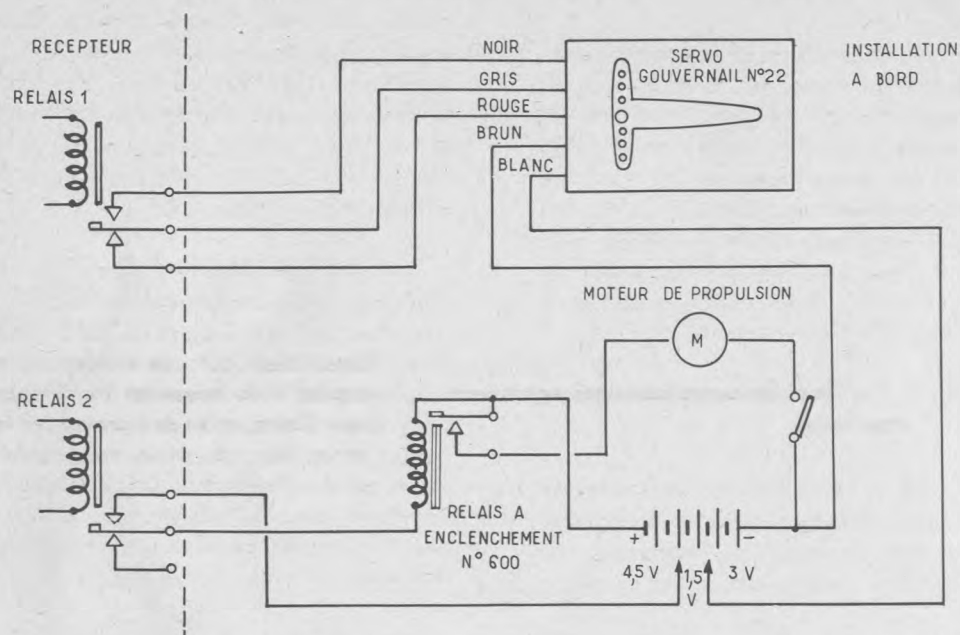 RECEPTEUR
RELAIS 1
NOIR
GRIS
ROUGE
BRUN
BLANC
SERVO
GOUVERNAIL N°22
INSTALLATION
A BORD
MOTEUR DE PROPULSION
M
RELAIS 2
RELAIS A
ENCLENCHEMENT
N° 600
+
-
4,5 V
1,5
V
3 V